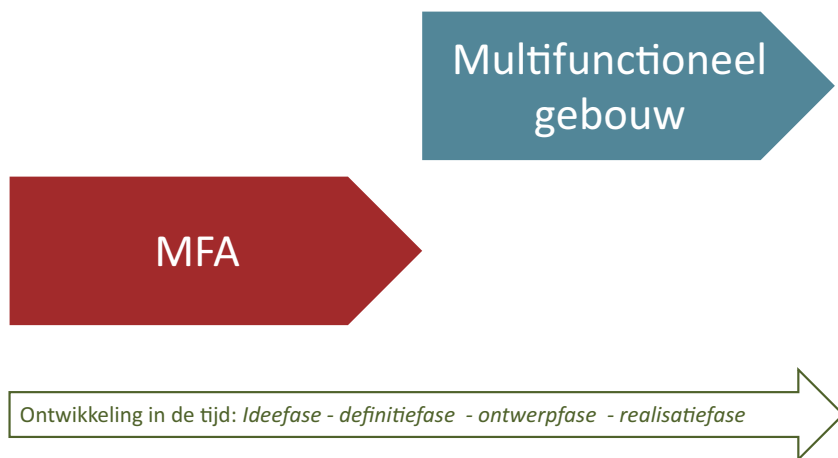 Multifunctioneel
gebouw
MFA
Ontwikkeling in de tijd: Ideefase - definitiefase - ontwerpfase - realisatiefase